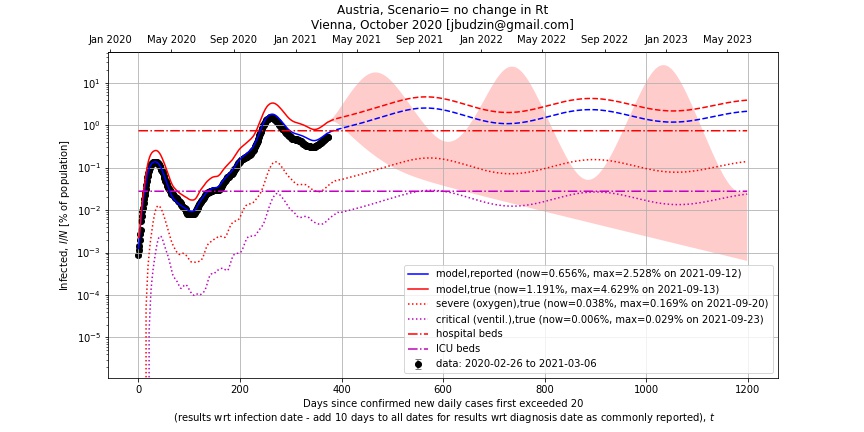 Austria, Scenario= no change in Rt
Vienna, October 2020 [jbudzin@gmail.com]
Jan 2020 May 2020 Sep 2020 Jan 2021 May 2021 Sep 2021 Jan 2022 May 2022 Sep 2022 Jan 2023 May 2023
Infected, I/N [% of population]
10¹
10⁰
10⁻¹
10⁻²
10⁻³
10⁻⁴
10⁻⁵
model,reported (now=0.656%, max=2.528% on 2021-09-12)
model,true (now=1.191%, max=4.629% on 2021-09-13)
severe (oxygen),true (now=0.038%, max=0.169% on 2021-09-20)
critical (ventil.),true (now=0.006%, max=0.029% on 2021-09-23)
hospital beds
ICU beds
data: 2020-02-26 to 2021-03-06
0 200 400 600 800 1000 1200
Days since confirmed new daily cases first exceeded 20
(results wrt infection date - add 10 days to all dates for results wrt diagnosis date as commonly reported), t